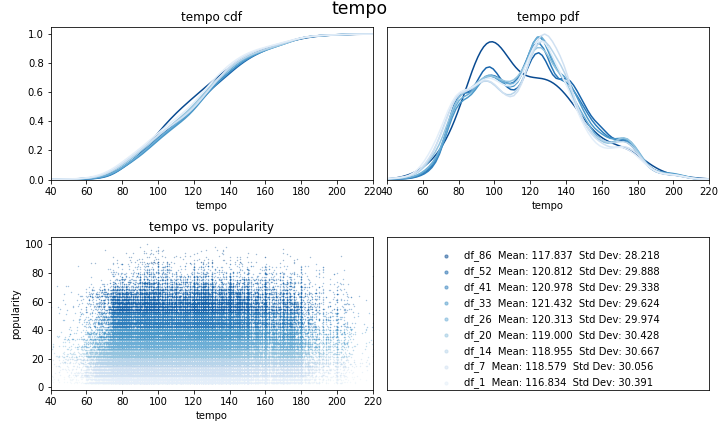 tempo
tempo cdf
tempo pdf
1.0
0.8
0.6
0.4
0.2
0.0
40 60 80 100 120 140 160 180 200 220
tempo
40 60 80 100 120 140 160 180 200 220
tempo
tempo vs. popularity
popularity
100
80
60
40
20
0
40 60 80 100 120 140 160 180 200 220
tempo
df_86 Mean: 117.837 Std Dev: 28.218
df_52 Mean: 120.812 Std Dev: 29.888
df_41 Mean: 120.978 Std Dev: 29.338
df_33 Mean: 121.432 Std Dev: 29.624
df_26 Mean: 120.313 Std Dev: 29.974
df_20 Mean: 119.000 Std Dev: 30.428
df_14 Mean: 118.955 Std Dev: 30.667
df_7 Mean: 118.579 Std Dev: 30.056
df_1 Mean: 116.834 Std Dev: 30.391